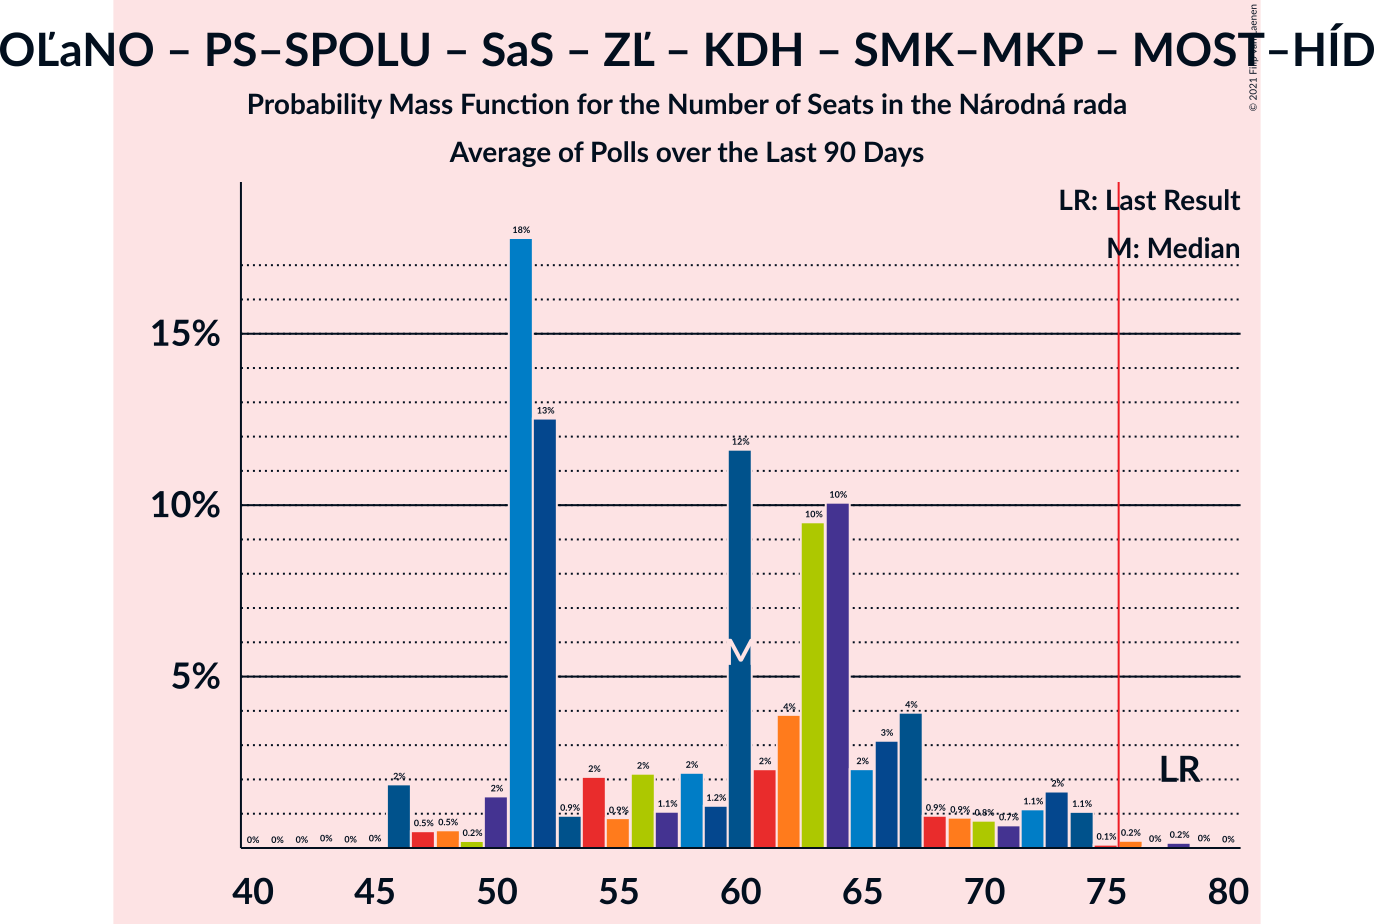 OĽaNO – PS–SPOLU – SaS – ZĽ – KDH – SMK–MKP – MOST–HÍD
Probability Mass Function for the Number of Seats in the Národná rada
Average of Polls over the Last 90 Days
© 2021 Filip van Laenen
LR: Last Result
M: Median
18%
15%
13%
12%
10%
10%
10%
M
5%
4% 4%
3%
LR
2% 0.5% 0.5% 0.2% 2% 0.9% 2% 0.9% 2% 1.1% 2% 1.2% 2% 2% 0.9% 0.9% 0.8% 0.7% 1.1% 2% 1.1% 0.1% 0.2% 0% 0.2% 0% 0%
0% 0% 0% 0% 0% 0%
40 45 50 55 60 65 70 75 80